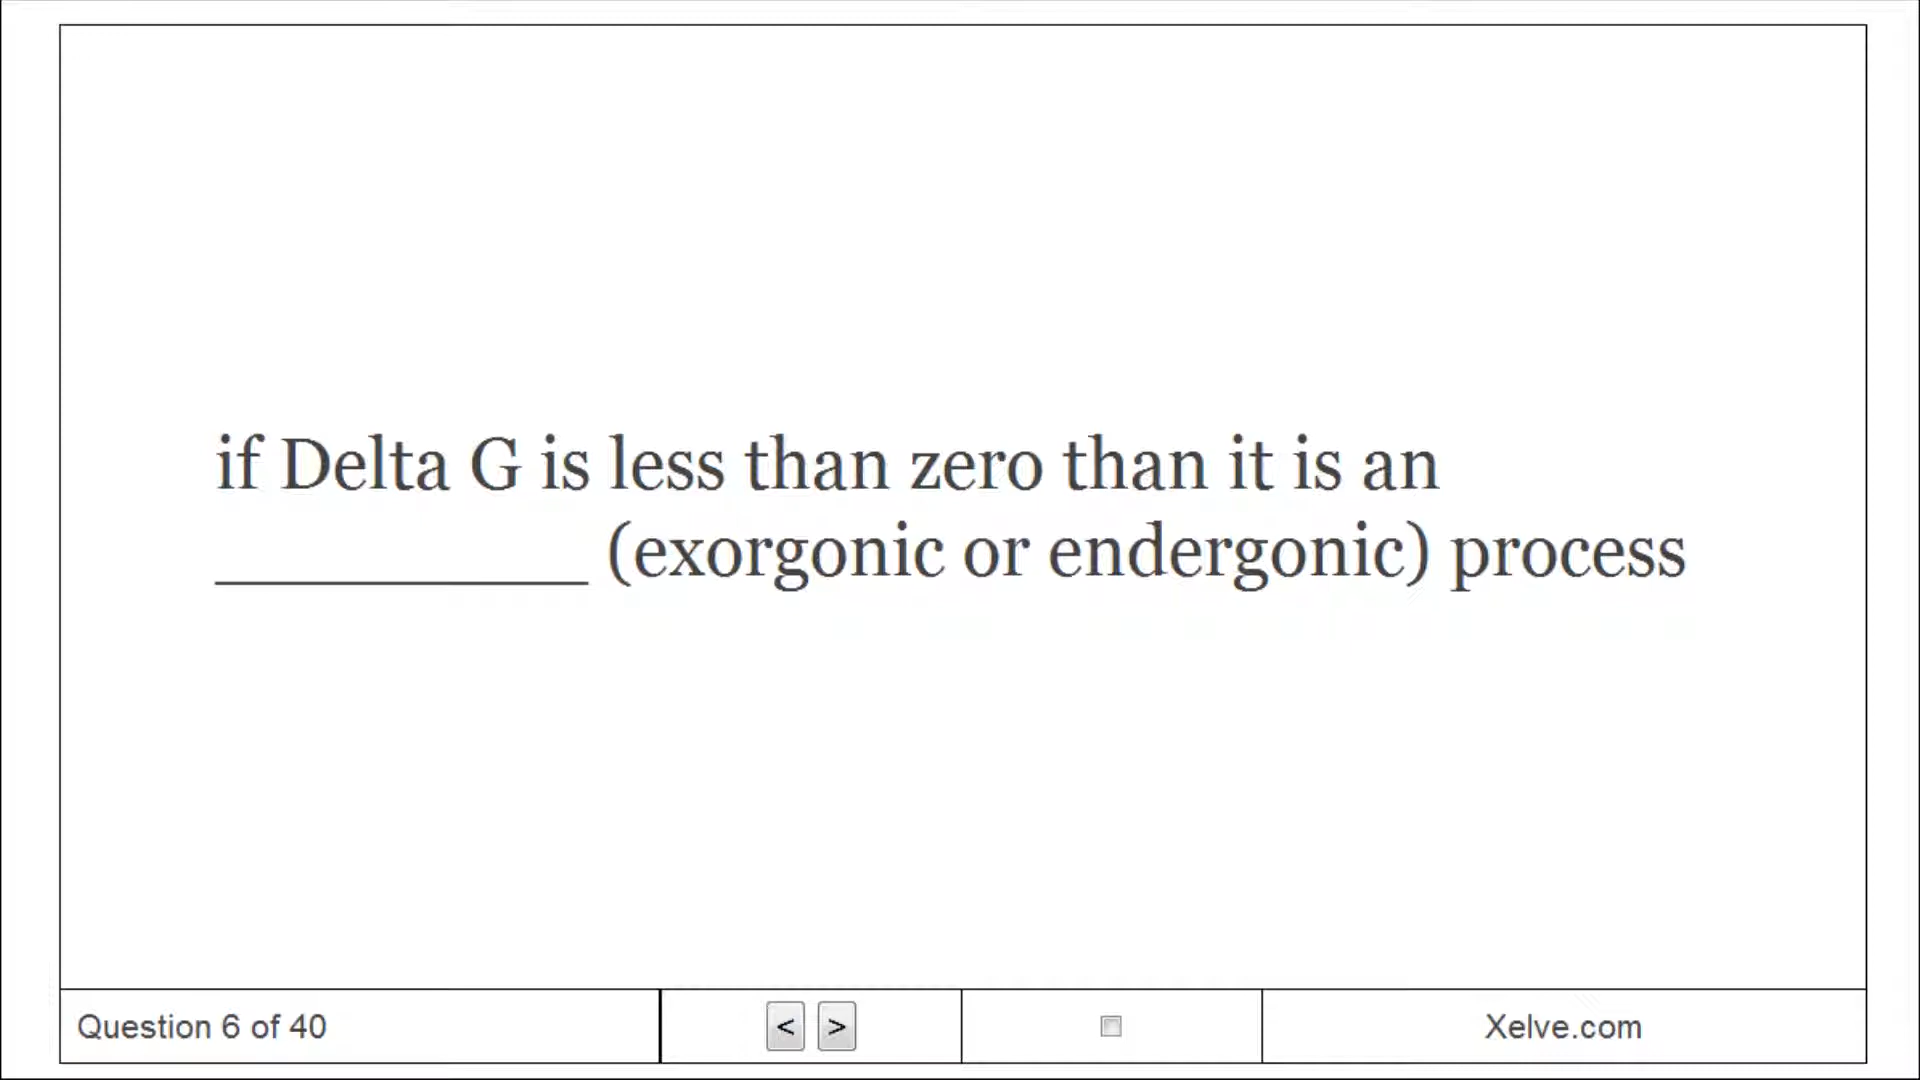 if Delta G is less than zero than it is an
____________ (exorgonic or endergonic) process
Question 6 of 40
<
>
Xelve.com